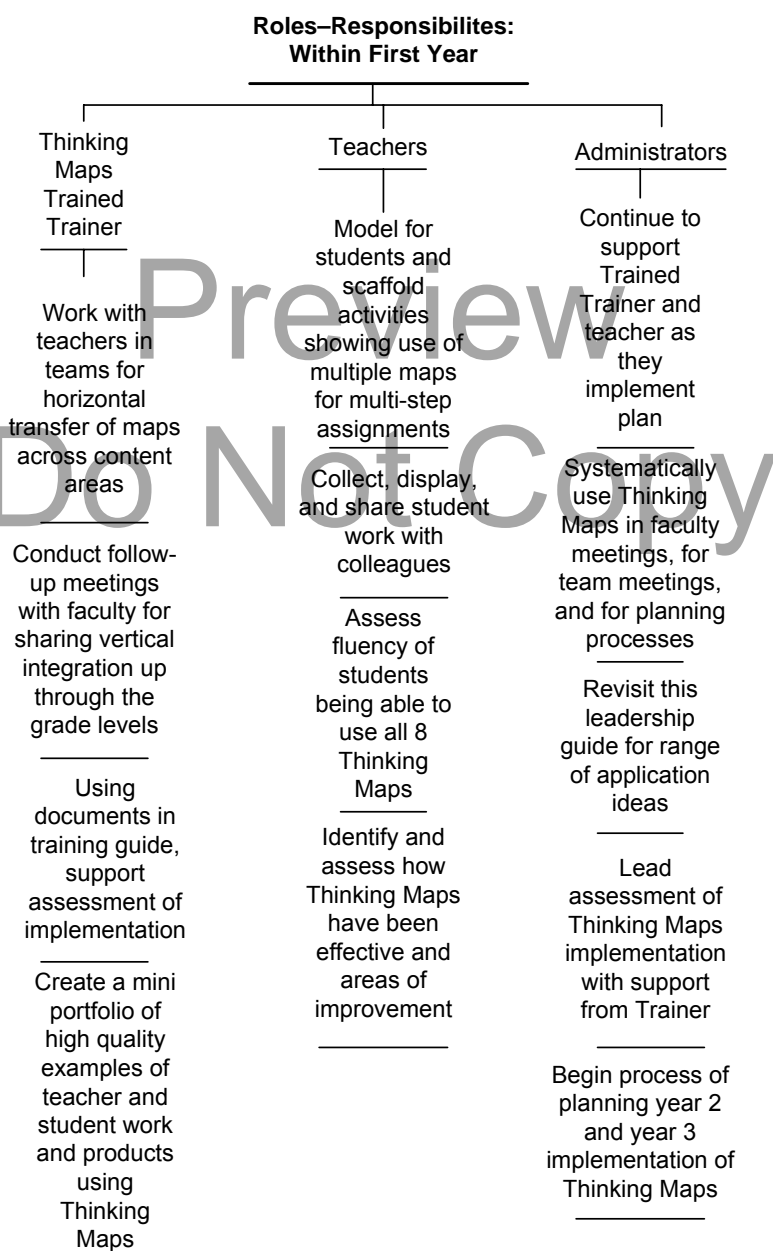 Roles–Responsibilites:
Within First Year
Thinking
Maps
Trained
Trainer
Work with
teachers in
teams for
horizontal
transfer of maps
across content
areas
Conduct follow-
up meetings
with faculty for
sharing vertical
integration up
through the
grade levels
Using
documents in
training guide,
support
assessment of
implementation
Create a mini
portfolio of
high quality
examples of
teacher and
student work
and products
using
Thinking
Maps
Teachers
Model for
students and
scaffold
activities
showing use of
multiple maps
for multi-step
assignments
Collect, display,
and share student
work with
colleagues
Assess
fluency of
students
being able to
use all 8
Thinking
Maps
Identify and
assess how
Thinking Maps
have been
effective and
areas of
improvement
Administrators
Continue to
support
Trained
Trainer and
teacher as
they
implement
plan
Systematically
use Thinking
Maps in faculty
meetings, for
team meetings,
and for planning
processes
Revisit this
leadership
guide for range
of application
ideas
Lead
assessment of
Thinking Maps
implementation
with support
from Trainer
Begin process of
planning year 2
and year 3
implementation of
Thinking Maps
Preview
Do Not Copy